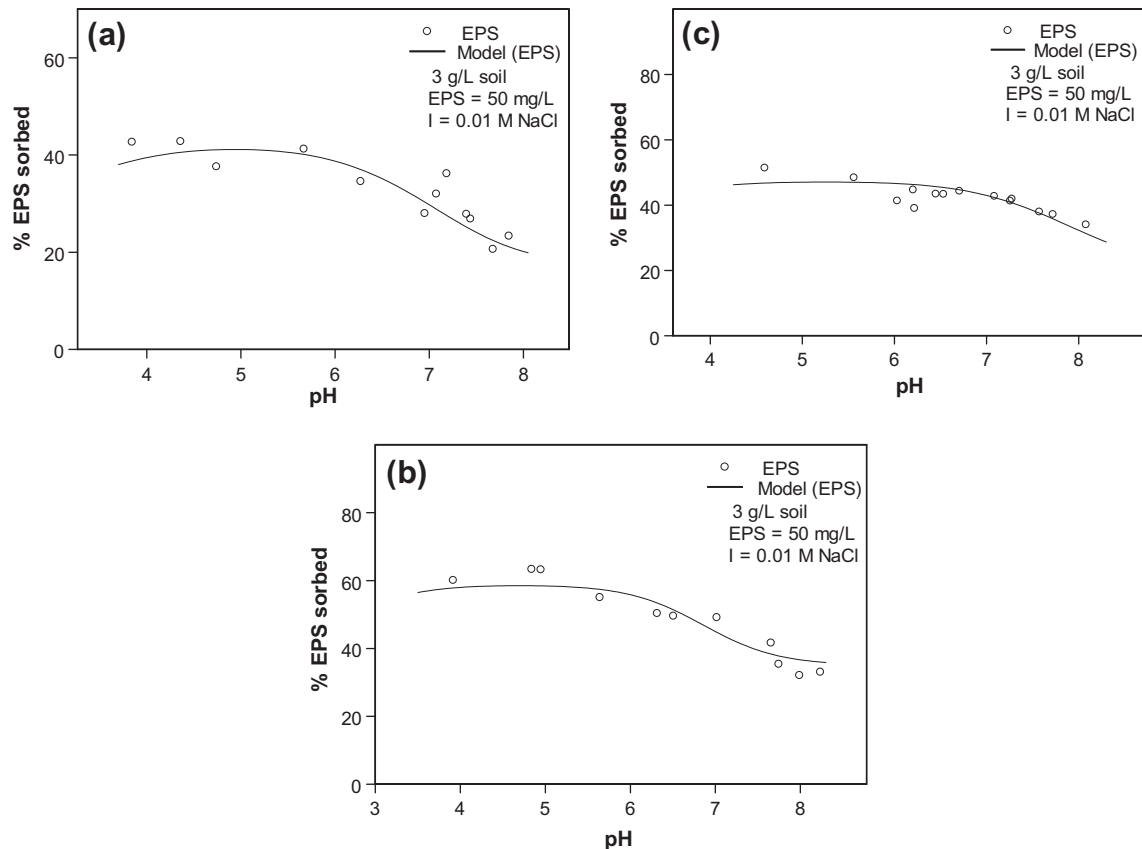 (a)
EPS
Model (EPS)
3 g/L soil
EPS = 50 mg/L
I = 0.01 M NaCl
60
40
20
0
% EPS sorbed
4 5 6 7 8
pH
(c)
EPS
Model (EPS)
3 g/L soil
EPS = 50 mg/L
I = 0.01 M NaCl
80
60
40
20
0
% EPS sorbed
4 5 6 7 8
pH
(b)
EPS
Model (EPS)
3 g/L soil
EPS = 50 mg/L
I = 0.01 M NaCl
80
60
40
20
0
% EPS sorbed
3 4 5 6 7 8
pH